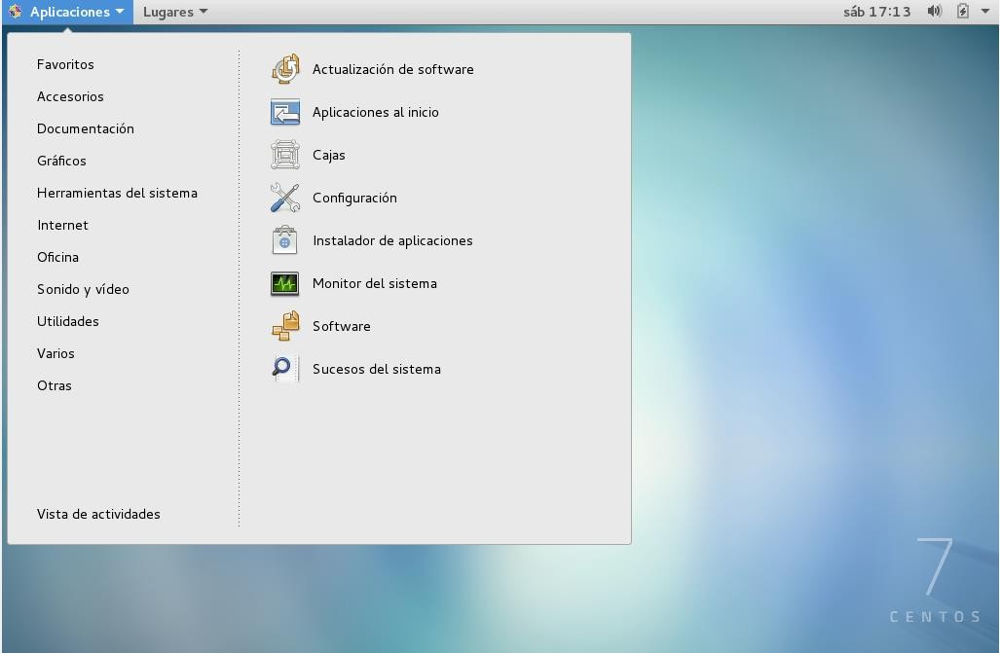 Aplicaciones Lugares sáb 17:13
Favoritos
Accesorios
Documentación
Gráficos
Herramientas del sistema
Internet
Oficina
Sonido y vídeo
Utilidades
Varios
Otras
Vista de actividades
Actualización de software
Aplicaciones al inicio
Cajas
Configuración
Instalador de aplicaciones
Monitor del sistema
Software
Sucesos del sistema
7
CENTOS